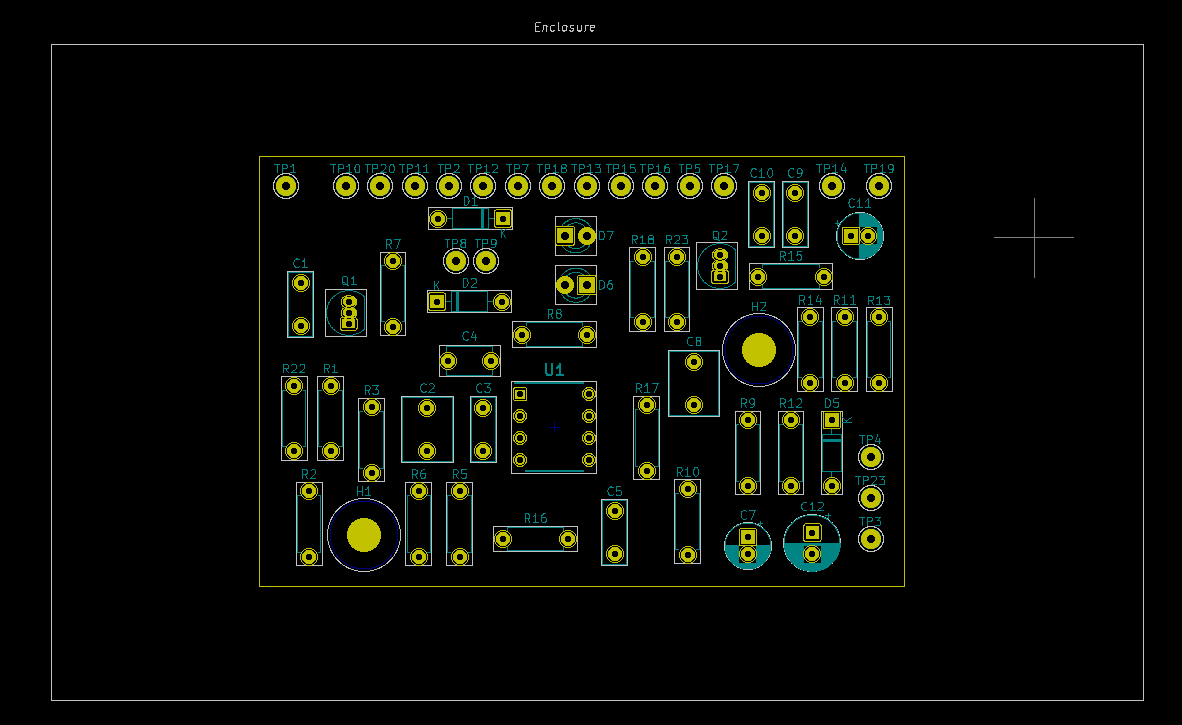 Enclosure
TP1 TP10 TP20 TP11 TP2 TP12 TP7 TP18 TP13 TP15 TP16 TP5 TP17 C10 C9 TP14 TP19
D1 C11
K D7 + Q2
R7 TP8 TP9 R18 R23
C1 R15
Q1 K D2 D6
R14 R11 R13
R8 H2
C4 C8
R22 R1 U1
R3 C2 C3 R17
R9 R12 D5
K
TP4
R2 R6 R5 R10 TP23
H1 C5
R16 C7 + C12 + TP3